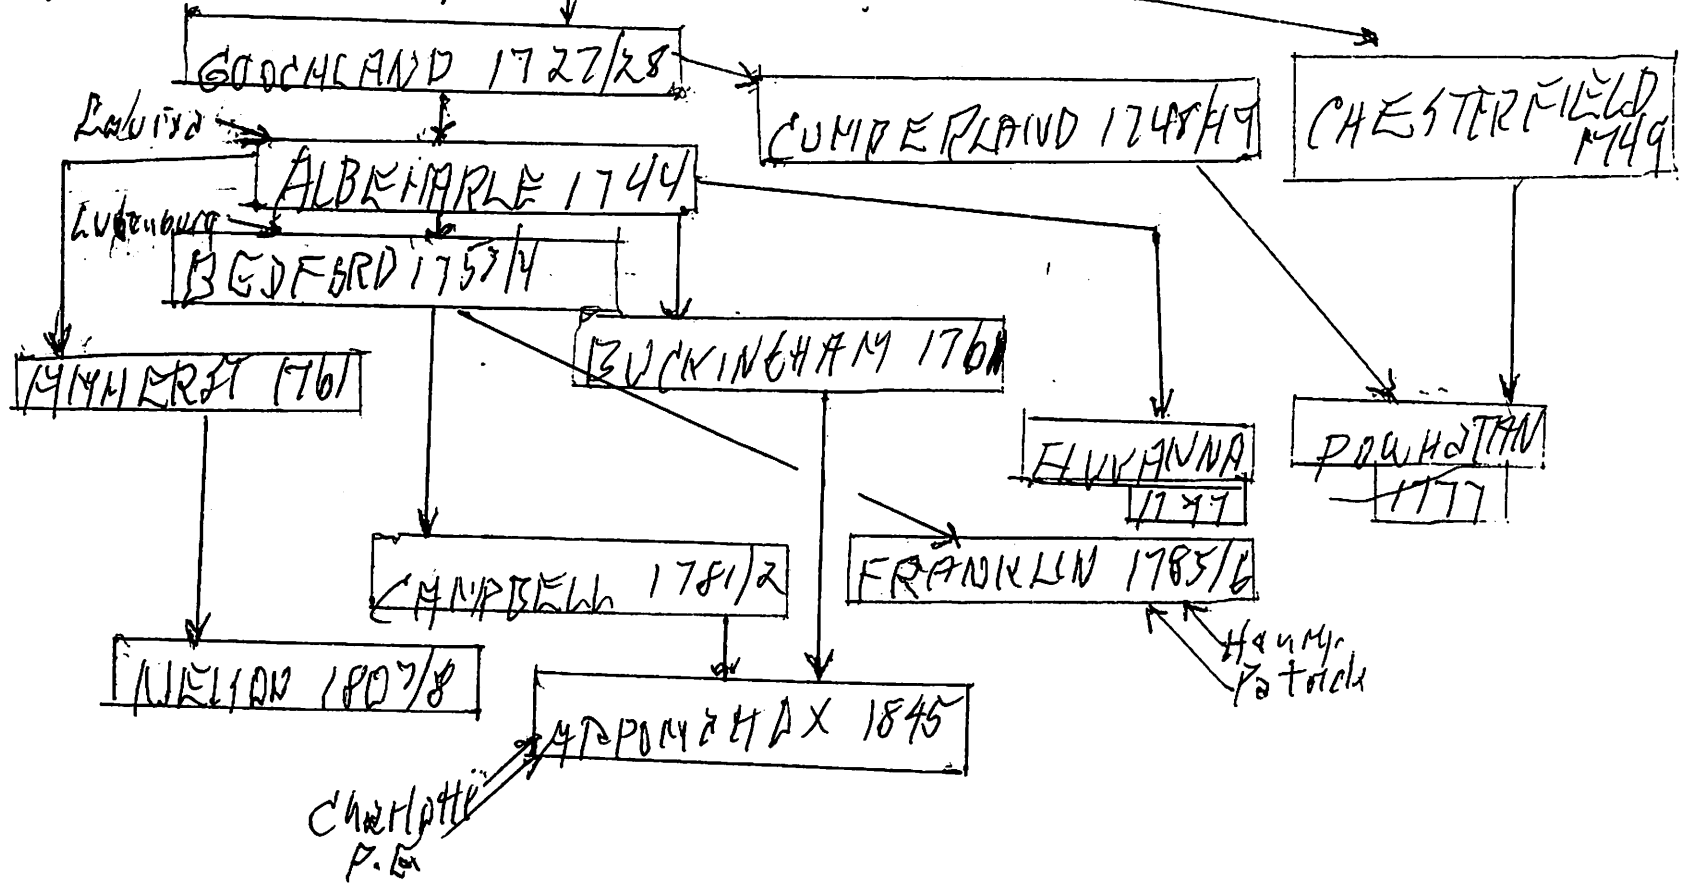 GOOCHLAND 1727/28
CUMBERLAND 1748/49
CHESTERFIELD
1749
Louisa
ALBEMARLE 1744
Lunenburg
BEDFORD 1753/4
BUCKINGHAM 1761
AMHERST 1761
FLUVANNA
1777
POWHATAN
1777
CAMPBELL 1781/2
FRANKLIN 1785/6
Henry
Patrick
NELSON 1807/8
APPOMATTOX 1845
Charlotte
P.E.